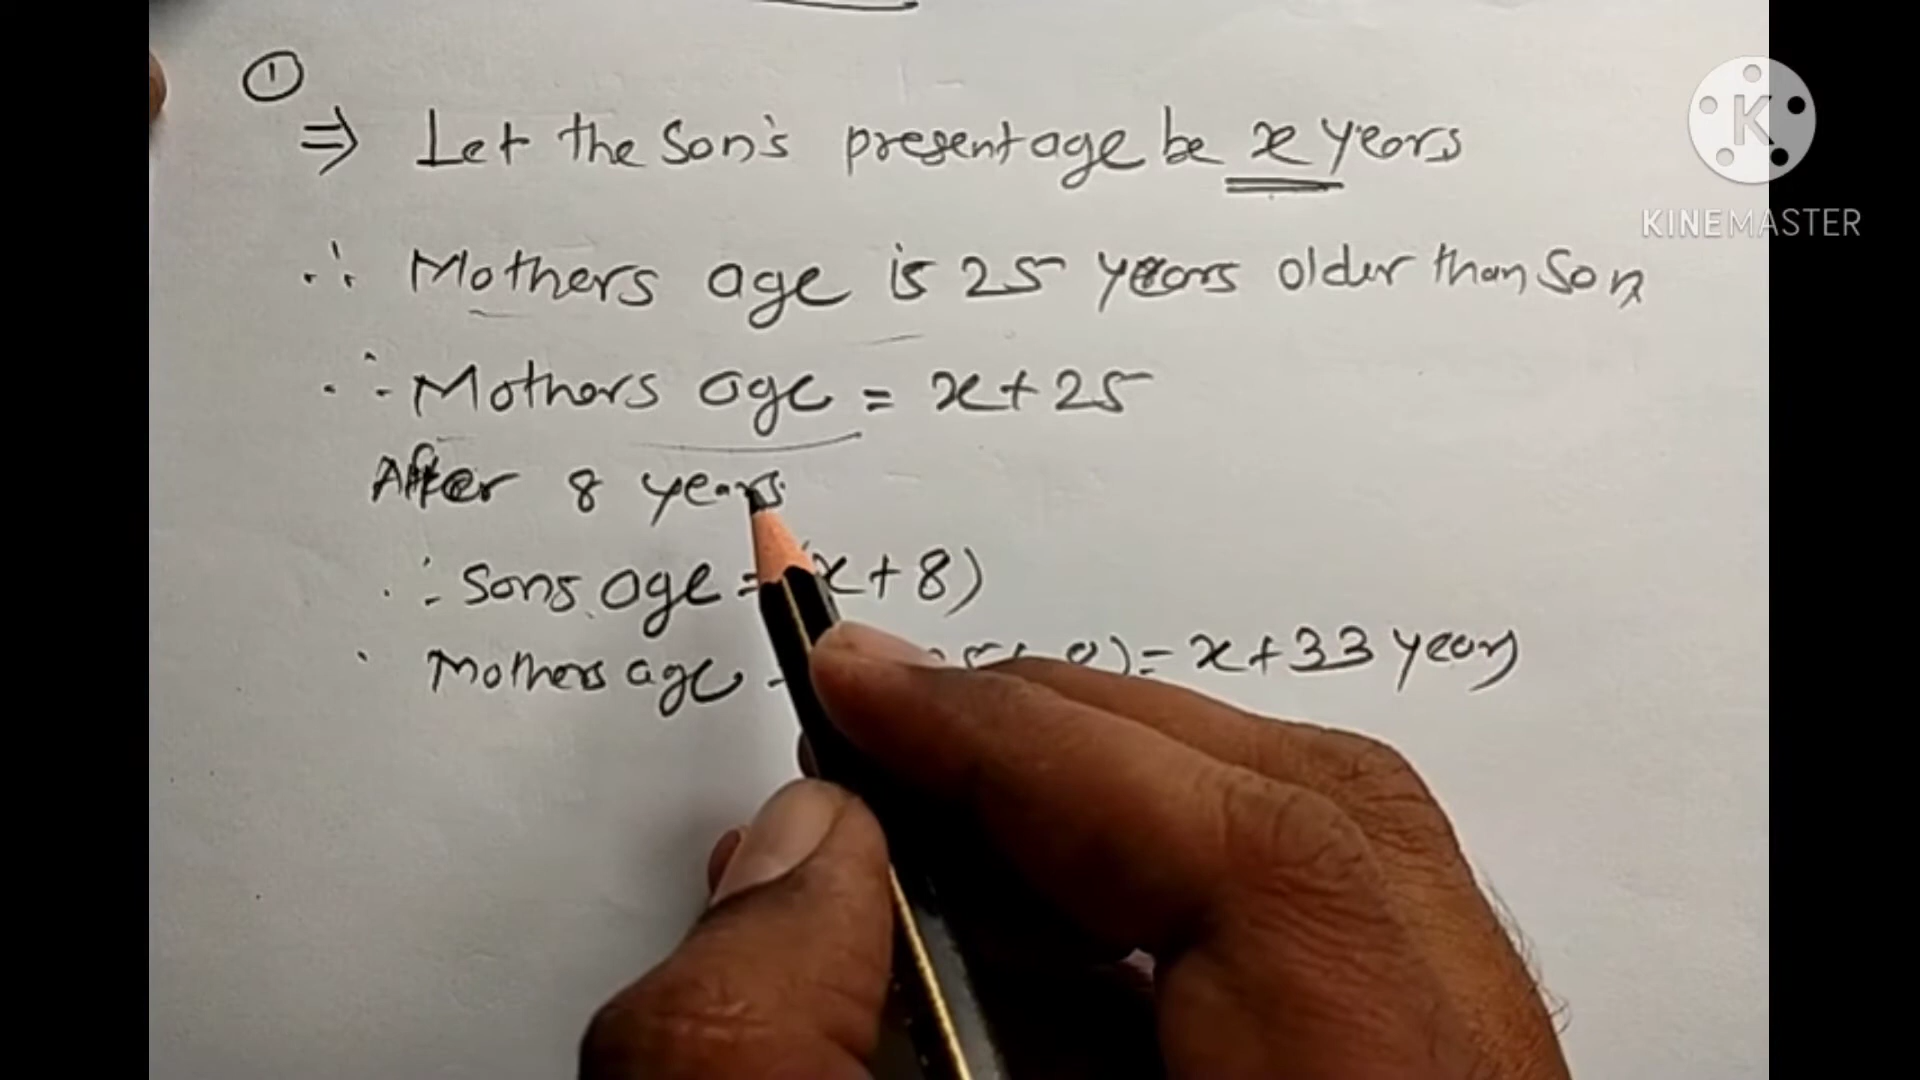 ①
⇒ Let the Son's present age be x years
∴ Mothers age is 25 years older than Son
∴ Mothers age = x+25
After 8 years
∴ Sons age = (x+8)
Mothers age = 8) = x+33 years
K
KINEMASTER